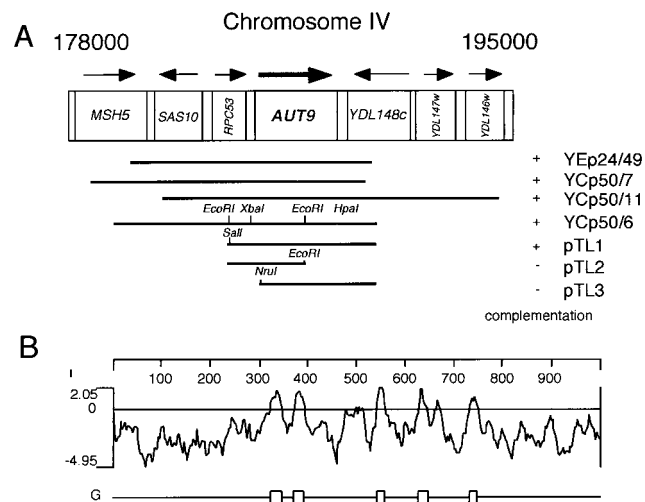 A
Chromosome IV
178000
195000
MSH5
SAS10
RPC53
AUT9
YDL148c
YDL147w
YDL146w
+ YEp24/49
+ YCp50/7
+ YCp50/11
EcoRI XbaI EcoRI HpaI
+ YCp50/6
SalI
+ pTL1
EcoRI
- pTL2
NruI
- pTL3
complementation
B
I
100 200 300 400 500 600 700 800 900
2.05
0
-4.95
G